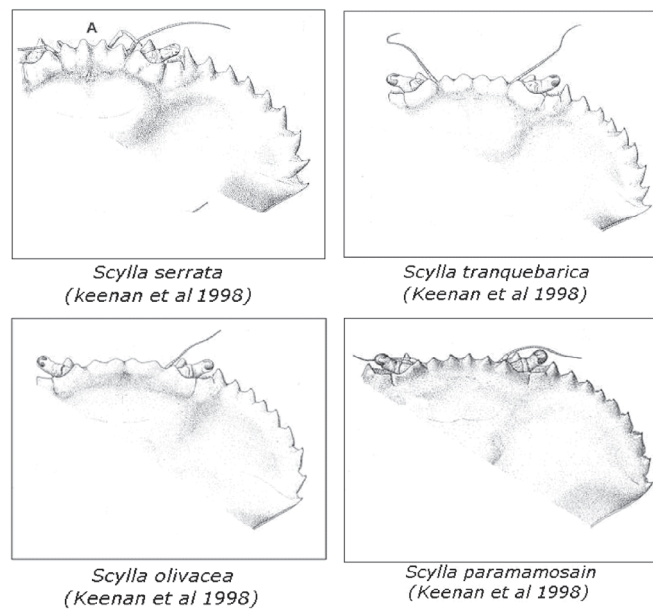 A
Scylla serrata
(keenan et al 1998)
Scylla tranquebarica
(Keenan et al 1998)
Scylla olivacea
(Keenan et al 1998)
Scylla paramamosain
(Keenan et al 1998)